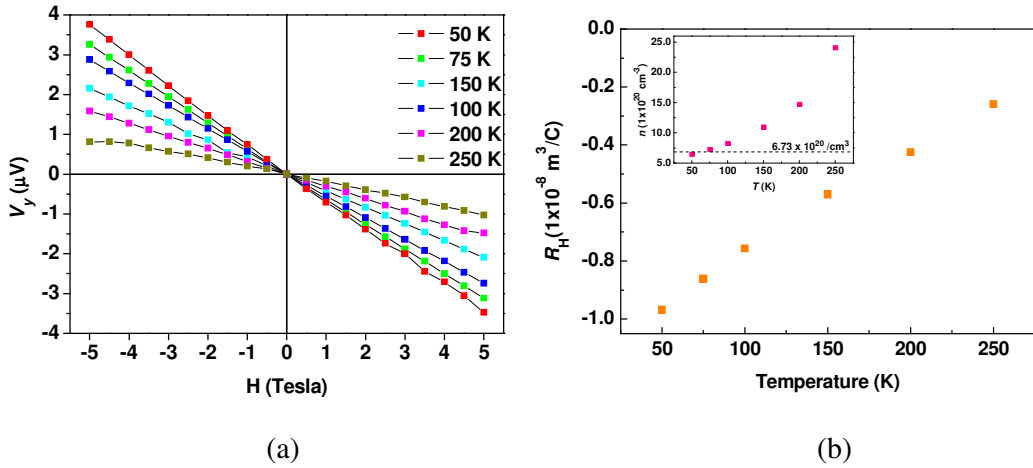 4
3
2
1
0
-1
-2
-3
-4
V_y (μV)
50 K
75 K
150 K
100 K
200 K
250 K
-5 -4 -3 -2 -1 0 1 2 3 4 5
H (Tesla)
(a)
0.0
-0.2
-0.4
-0.6
-0.8
-1.0
R_H(1x10^-8 m^3/C)
25.0
20.0
15.0
10.0
5.0
n (1x10^20 cm^-3)
6.73 x 10^20 /cm^3
50 100 150 200 250
T (K)
50 100 150 200 250
Temperature (K)
(b)